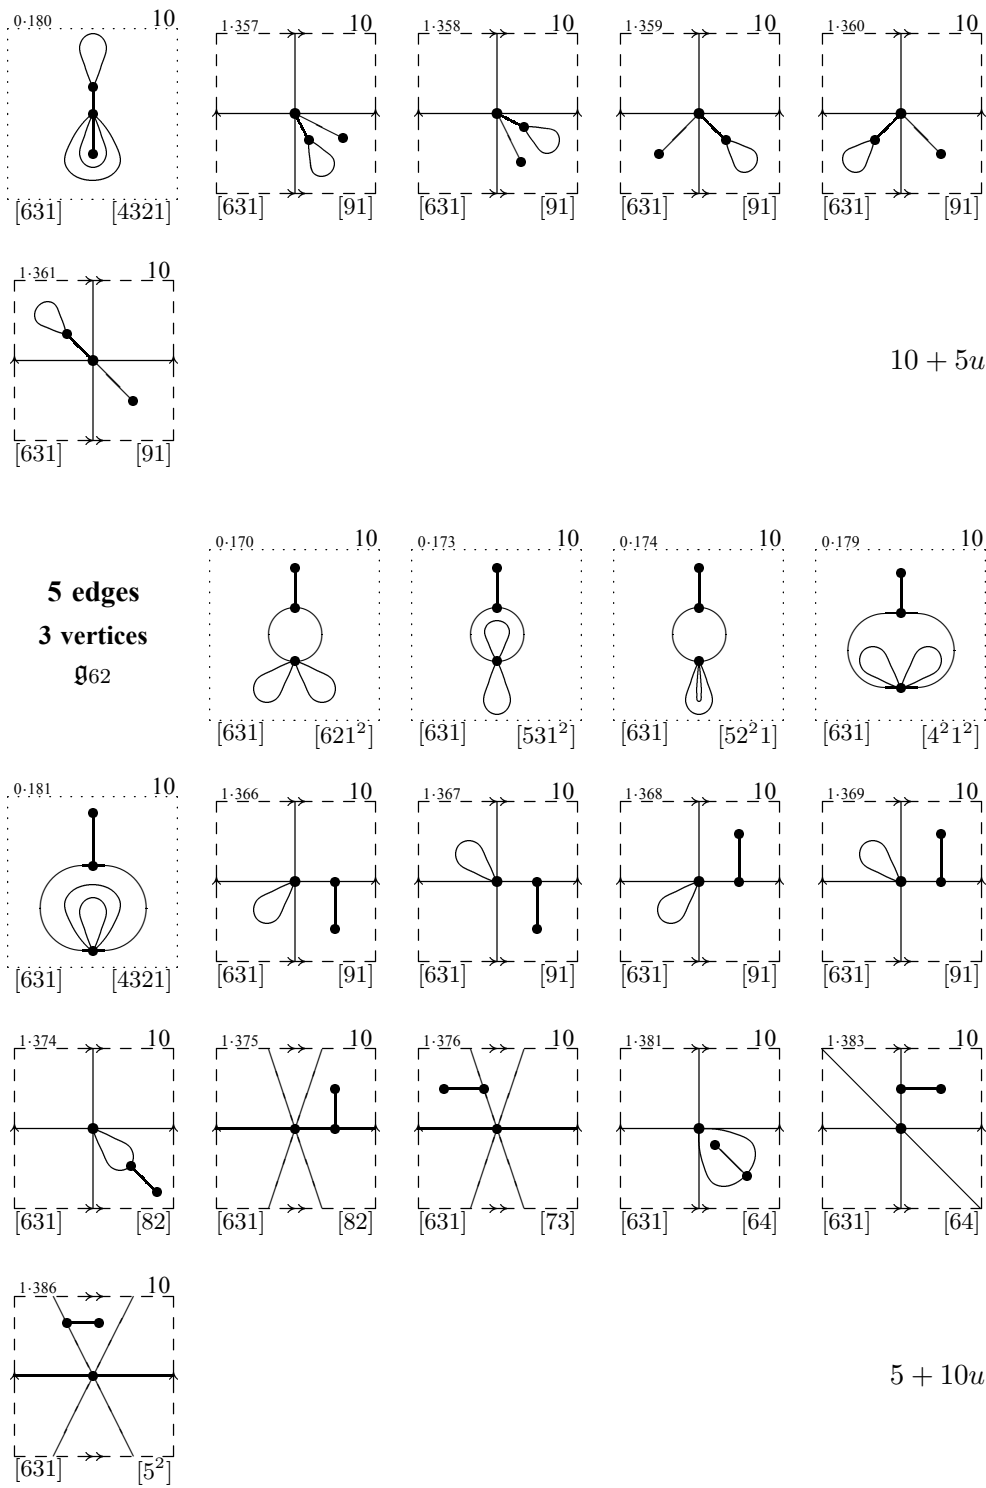 0·180 10 1·357 10 1·358 10 1·359 10 1·360 10
[631] [4321] [631] [91] [631] [91] [631] [91] [631] [91]
1·361 10
10 + 5u
[631] [91]
0·170 10 0·173 10 0·174 10 0·179 10
5 edges
3 vertices
𝔤62
[631] [621²] [631] [531²] [631] [52²1] [631] [4²1²]
0·181 10 1·366 10 1·367 10 1·368 10 1·369 10
[631] [4321] [631] [91] [631] [91] [631] [91] [631] [91]
1·374 10 1·375 10 1·376 10 1·381 10 1·383 10
[631] [82] [631] [82] [631] [73] [631] [64] [631] [64]
1·386 10
5 + 10u
[631] [5²]